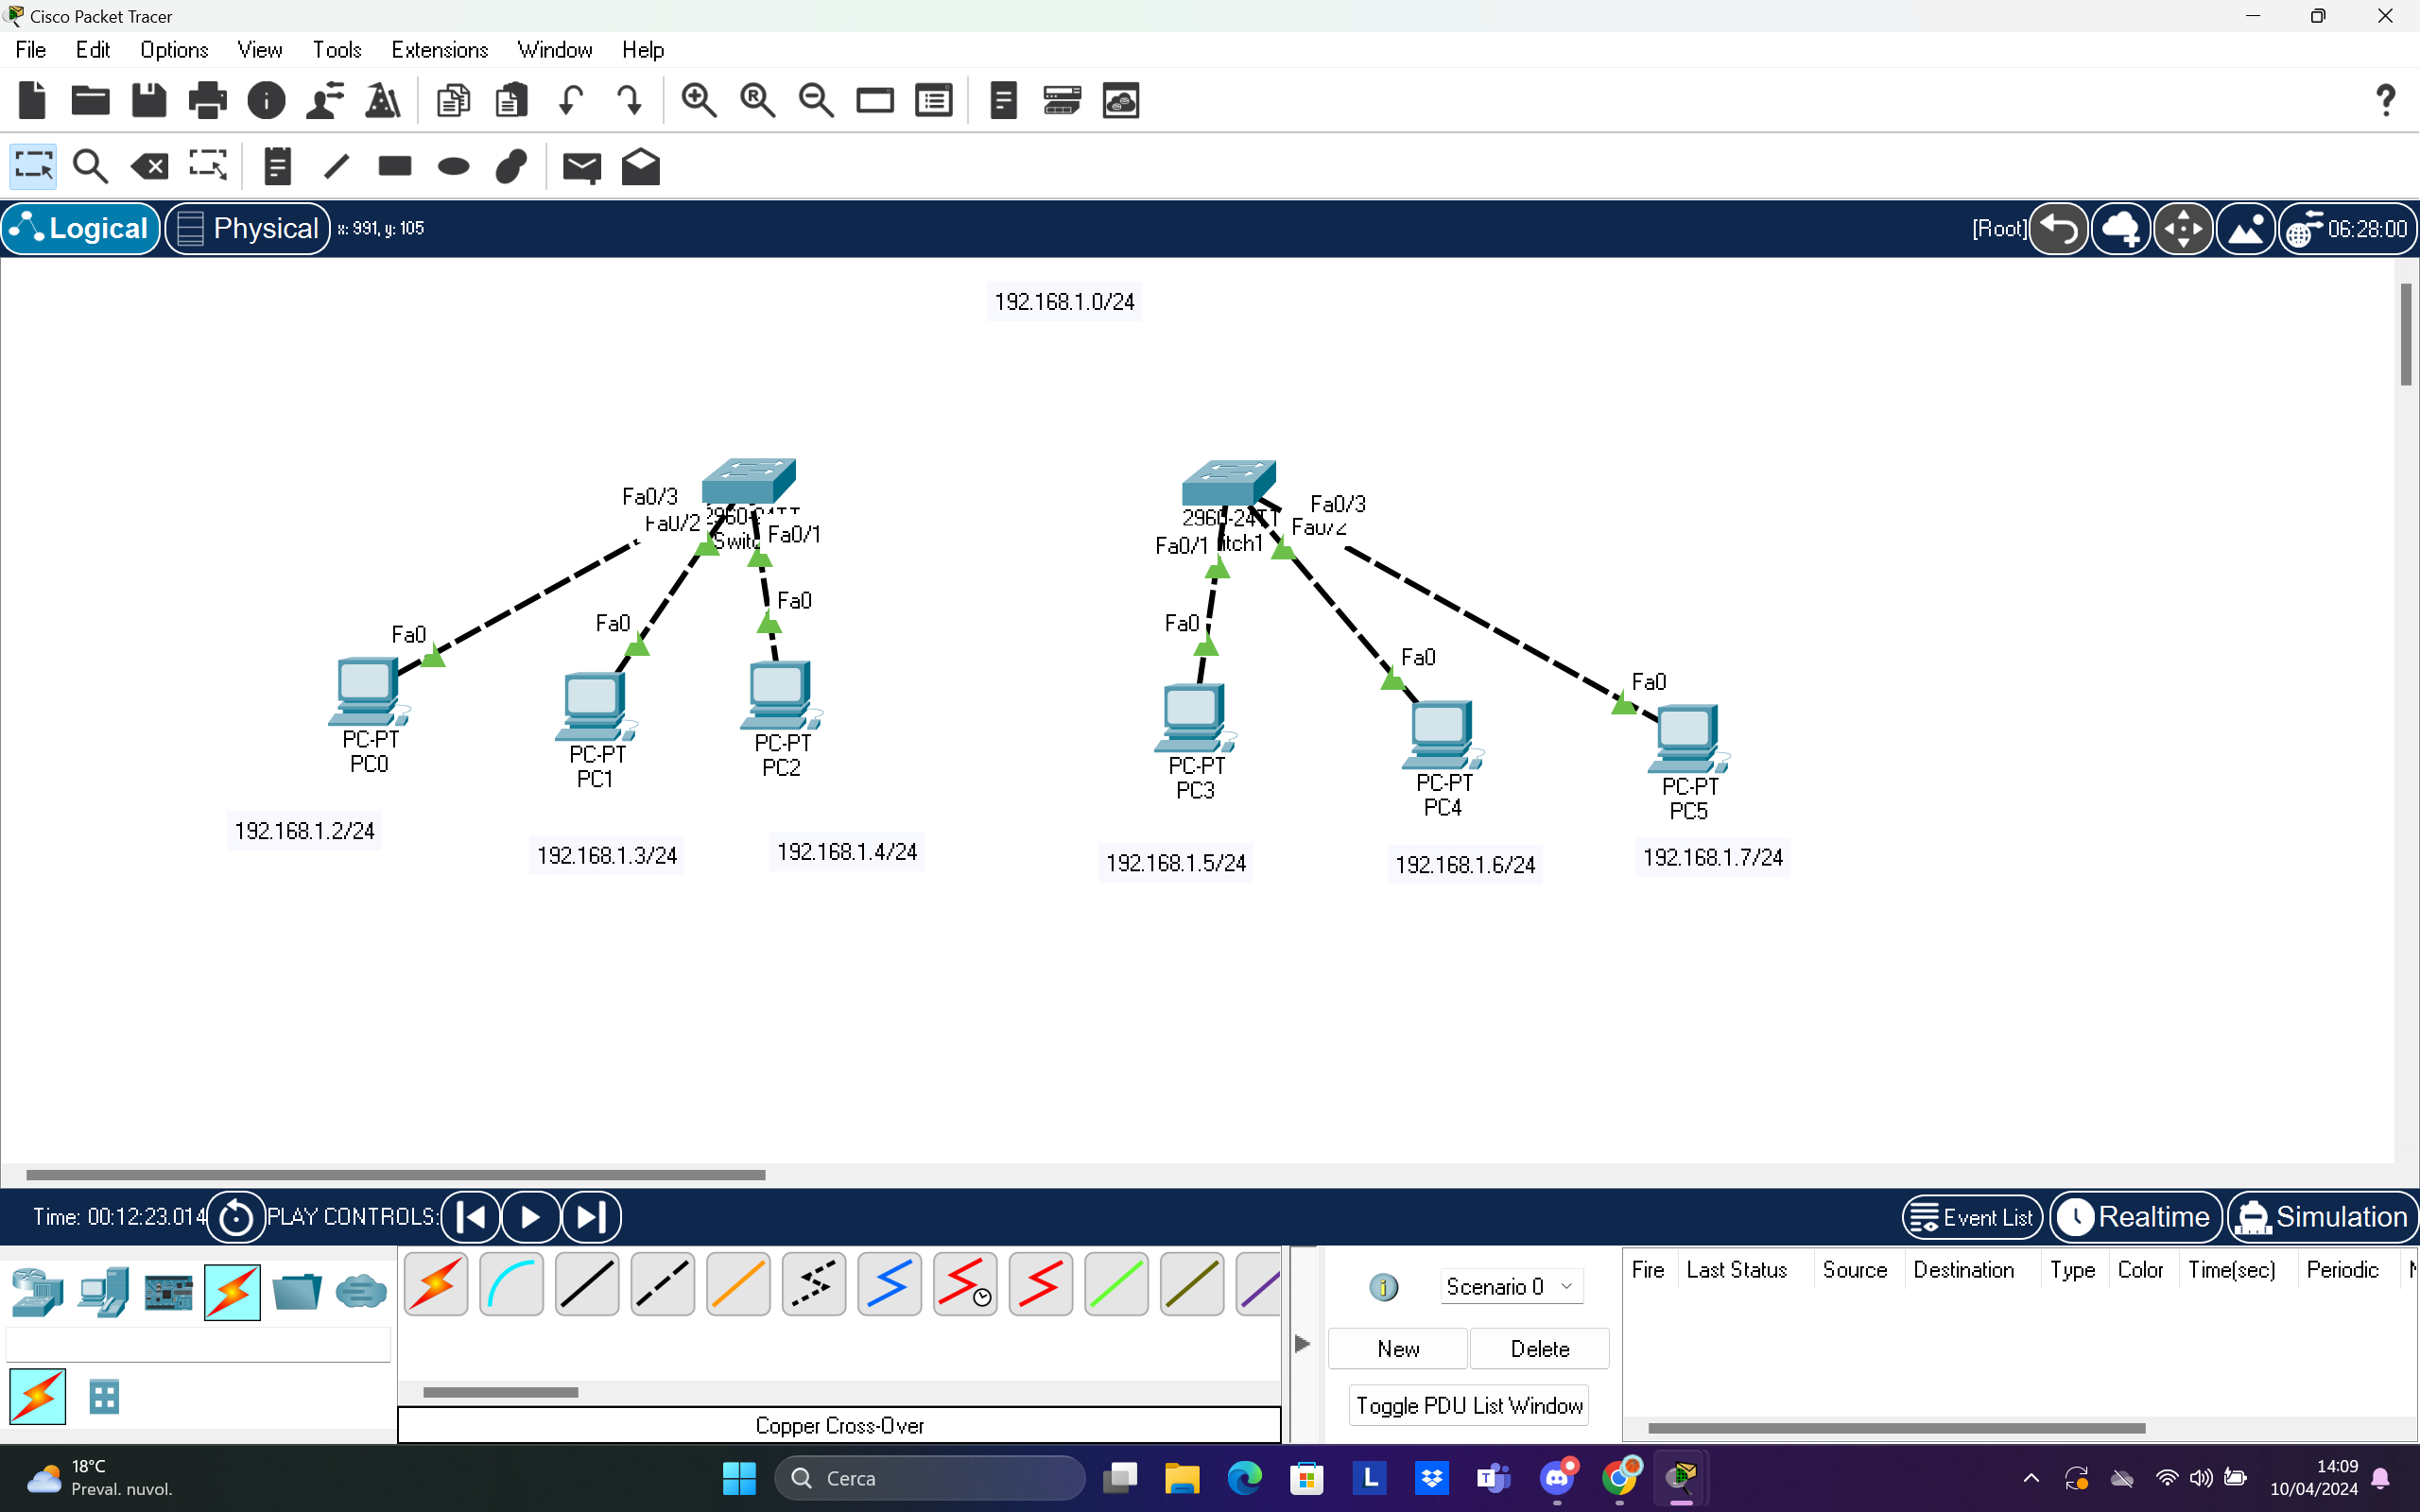 Cisco Packet Tracer
File Edit Options View Tools Extensions Window Help
Logical Physical x: 991, y: 105 [Root] 06:28:00
192.168.1.0/24
Fa0/3
Fa0/2
Fa0/1
Fa0
Fa0
Fa0
PC-PT
PC0
PC-PT
PC1
PC-PT
PC2
192.168.1.2/24
192.168.1.3/24
192.168.1.4/24
2960-24TT
Fa0/3
Fa0/2
Fa0/1
Fa0
Fa0
Fa0
PC-PT
PC3
PC-PT
PC4
PC-PT
PC5
192.168.1.5/24
192.168.1.6/24
192.168.1.7/24
Time: 00:12:23.014 PLAY CONTROLS: Event List Realtime Simulation
Scenario 0
New Delete
Toggle PDU List Window
Fire Last Status Source Destination Type Color Time(sec) Periodic
Copper Cross-Over
18°C
Preval. nuvol.
Cerca
14:09
10/04/2024